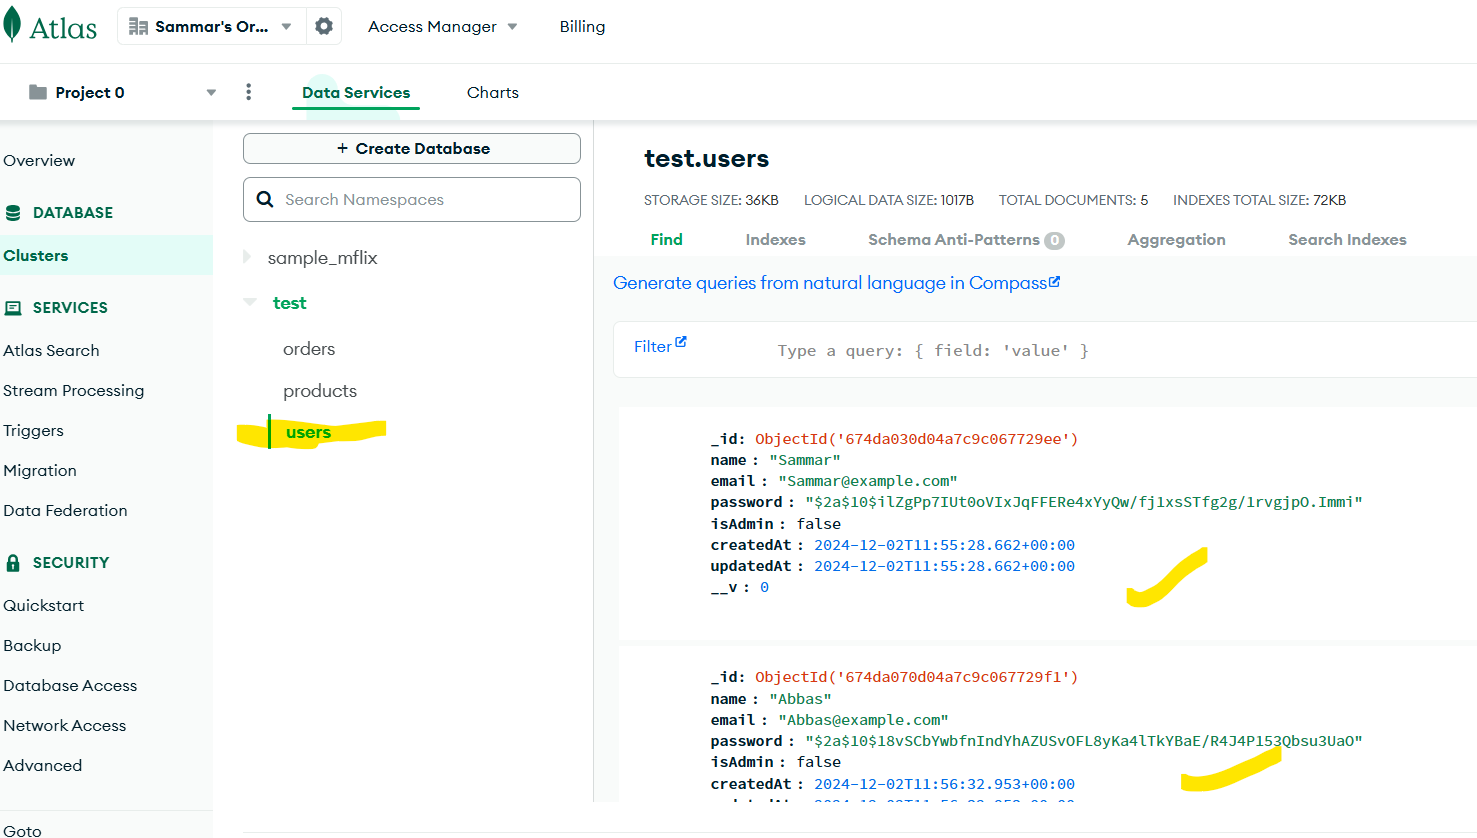 Atlas
Sammar's Or...
Access Manager
Billing
Project 0
Data Services
Charts
Overview
DATABASE
Clusters
SERVICES
Atlas Search
Stream Processing
Triggers
Migration
Data Federation
SECURITY
Quickstart
Backup
Database Access
Network Access
Advanced
Goto
+ Create Database
Search Namespaces
sample_mflix
test
orders
products
users
test.users
STORAGE SIZE: 36KB LOGICAL DATA SIZE: 1017B TOTAL DOCUMENTS: 5 INDEXES TOTAL SIZE: 72KB
Find Indexes Schema Anti-Patterns 0 Aggregation Search Indexes
Generate queries from natural language in Compass
Filter
Type a query: { field: 'value' }
_id: ObjectId('674da030d04a7c9c067729ee')
name : "Sammar"
email : "Sammar@example.com"
password : "$2a$10$ilZgPp7IUt0oVIxJqFFERe4xYyQw/fj1xsSTfg2g/1rvgjpO.Immi"
isAdmin : false
createdAt : 2024-12-02T11:55:28.662+00:00
updatedAt : 2024-12-02T11:55:28.662+00:00
__v : 0
_id: ObjectId('674da070d04a7c9c067729f1')
name : "Abbas"
email : "Abbas@example.com"
password : "$2a$10$18vSCbYwbfnIndYhAZUSvOFL8yKa4lTkYBaE/R4J4P153Qbsu3UaO"
isAdmin : false
createdAt : 2024-12-02T11:56:32.953+00:00